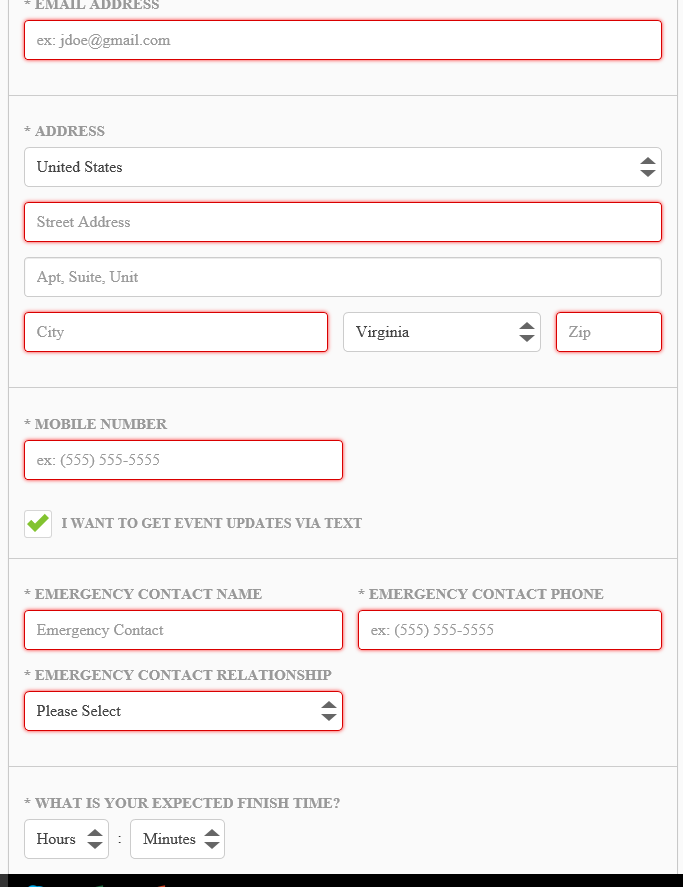 * EMAIL ADDRESS
ex: jdoe@gmail.com
* ADDRESS
United States
Street Address
Apt, Suite, Unit
City Virginia Zip
* MOBILE NUMBER
ex: (555) 555-5555
I WANT TO GET EVENT UPDATES VIA TEXT
* EMERGENCY CONTACT NAME * EMERGENCY CONTACT PHONE
Emergency Contact ex: (555) 555-5555
* EMERGENCY CONTACT RELATIONSHIP
Please Select
* WHAT IS YOUR EXPECTED FINISH TIME?
Hours : Minutes